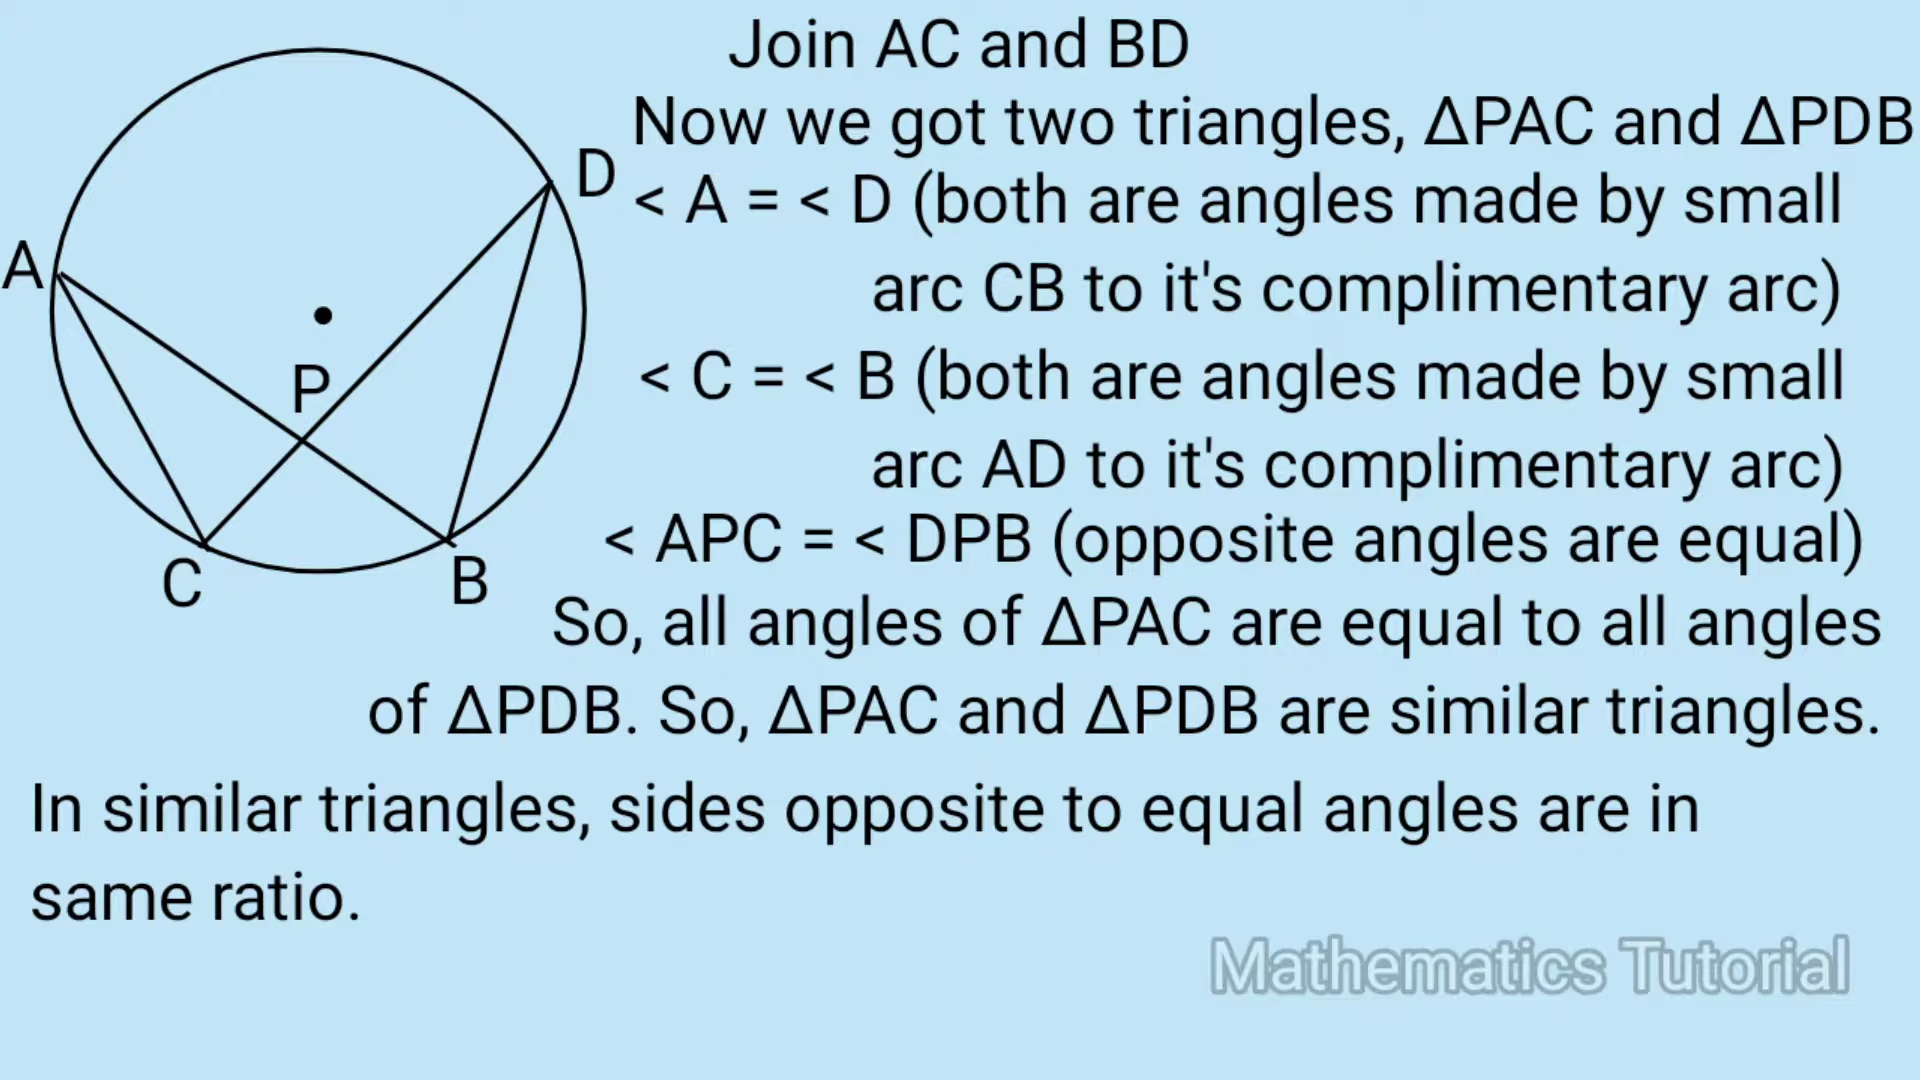 Join AC and BD
Now we got two triangles, ΔPAC and ΔPDB
D
< A = < D (both are angles made by small
A
arc CB to it's complimentary arc)
P
< C = < B (both are angles made by small
arc AD to it's complimentary arc)
< APC = < DPB (opposite angles are equal)
C
B
So, all angles of ΔPAC are equal to all angles
of ΔPDB. So, ΔPAC and ΔPDB are similar triangles.
In similar triangles, sides opposite to equal angles are in
same ratio.
Mathematics Tutorial